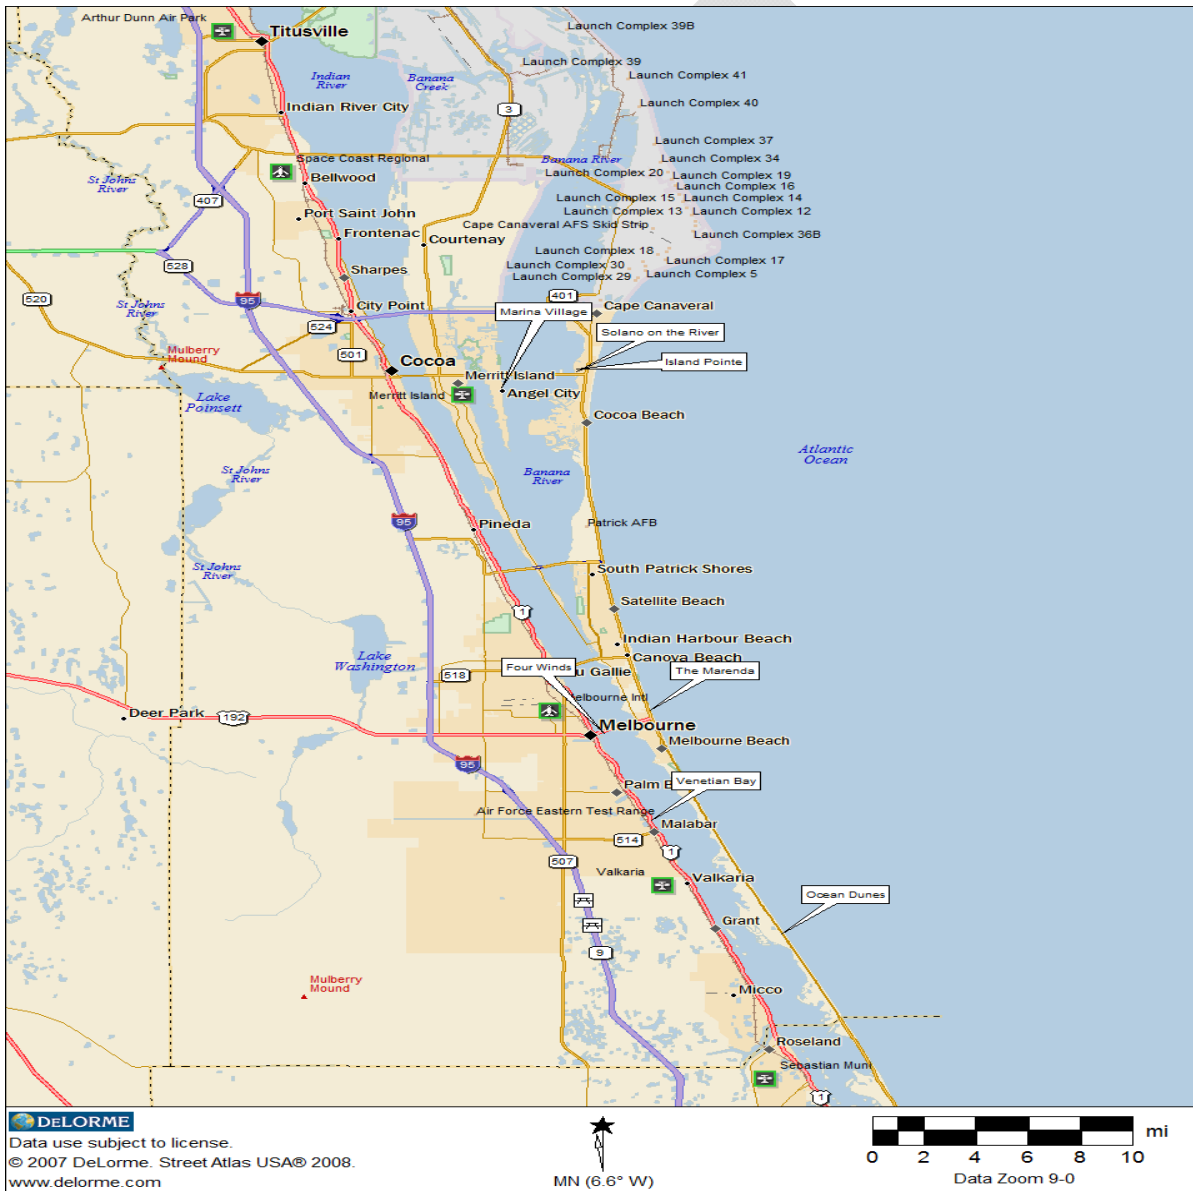 Arthur Dunn Air Park
Titusville
Launch Complex 39B
Launch Complex 39
Launch Complex 41
Indian
River
Banana
Creek
Indian River City
3
Launch Complex 40
Launch Complex 37
Space Coast Regional
Banana River
Launch Complex 34
Bellwood
Launch Complex 20
Launch Complex 19
Launch Complex 16
St Johns
River
407
Launch Complex 15
Launch Complex 14
Port Saint John
Launch Complex 13
Launch Complex 12
Cape Canaveral AFS Skid Strip
Frontenac
Courtenay
Launch Complex 36B
Launch Complex 18
Launch Complex 17
528
Sharpes
Launch Complex 30
Launch Complex 29
Launch Complex 5
520
95
401
St Johns
River
City Point
Cape Canaveral
Marina Village
524
Solano on the River
501
Mulberry
Mound
Cocoa
Island Pointe
Merritt Island
Merritt Island
Angel City
Lake
Poinsett
Cocoa Beach
Atlantic
Ocean
St Johns
River
Banana
River
95
Pineda
Patrick AFB
St Johns
River
South Patrick Shores
Satellite Beach
1
Indian Harbour Beach
Lake
Washington
Canova Beach
Four Winds
u Gallie
The Marenda
518
elbourne Intl
Deer Park
192
Melbourne
Melbourne Beach
95
Palm B
Venetian Bay
Air Force Eastern Test Range
Malabar
514
1
507
Valkaria
Valkaria
Ocean Dunes
Grant
9
Mulberry
Mound
Micco
Roseland
Sebastian Muni
1
DELORME
Data use subject to license.
© 2007 DeLorme. Street Atlas USA® 2008.
www.delorme.com
MN (6.6° W)
mi
0 2 4 6 8 10
Data Zoom 9-0